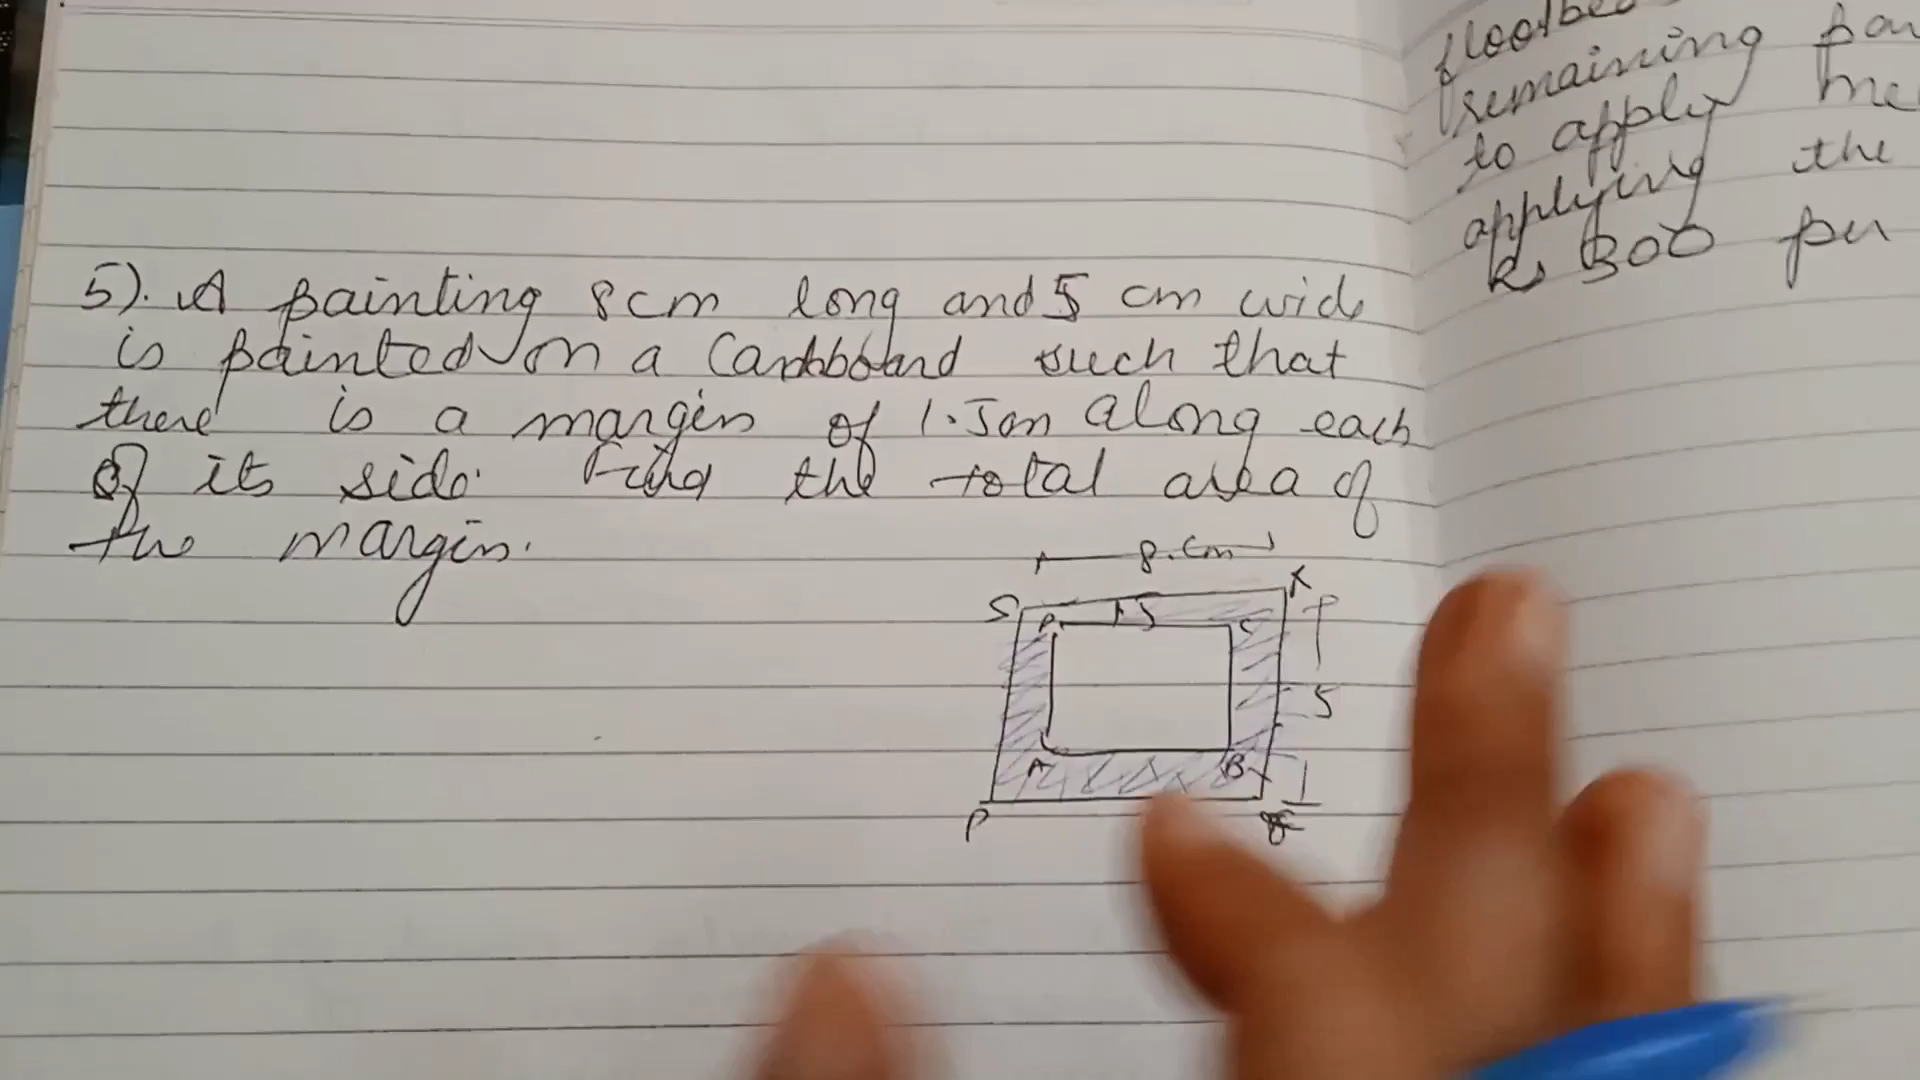 5). A painting 8cm long and 5 cm wide
is painted on a Cardboard such that
there is a margin of 1.5cm along each
of its side. Find the total area of
the margin.
8.cm
S
1.5
C
5
A
B
P
remaining
to apply
applying the
Rs 300 per